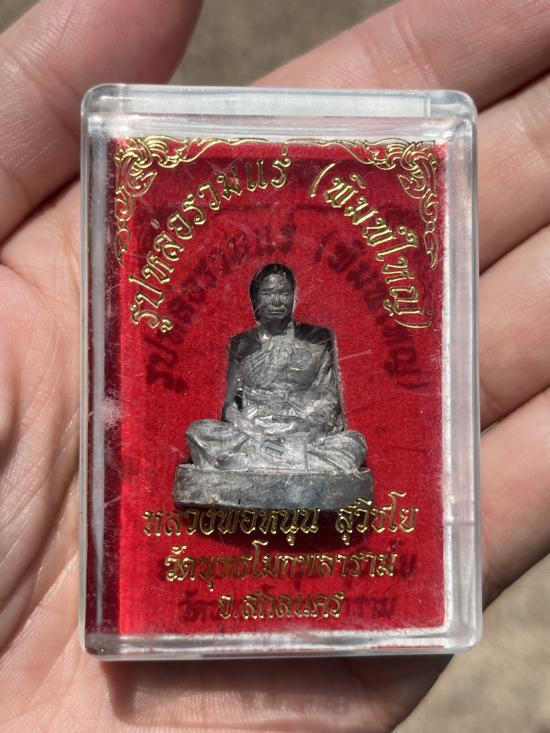 รูปหล่อรวมแร่ (พิมพ์ใหญ่)
หลวงพ่อหนูน สุวิชโย
วัดพุทธโมกพลาราม
จ.สกลนคร